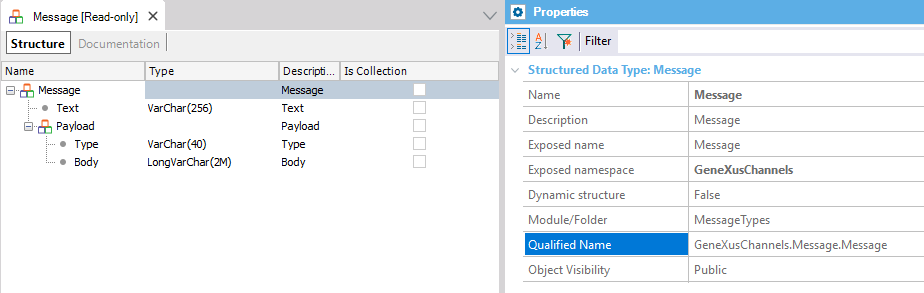 Message [Read-only]
Structure Documentation
Name Type Descripti... Is Collection
Message Message
Text VarChar(256) Text
Payload Payload
Type VarChar(40) Type
Body LongVarChar(2M) Body
Properties
Filter
Structured Data Type: Message
Name Message
Description Message
Exposed name Message
Exposed namespace GeneXusChannels
Dynamic structure False
Module/Folder MessageTypes
Qualified Name GeneXusChannels.Message.Message
Object Visibility Public